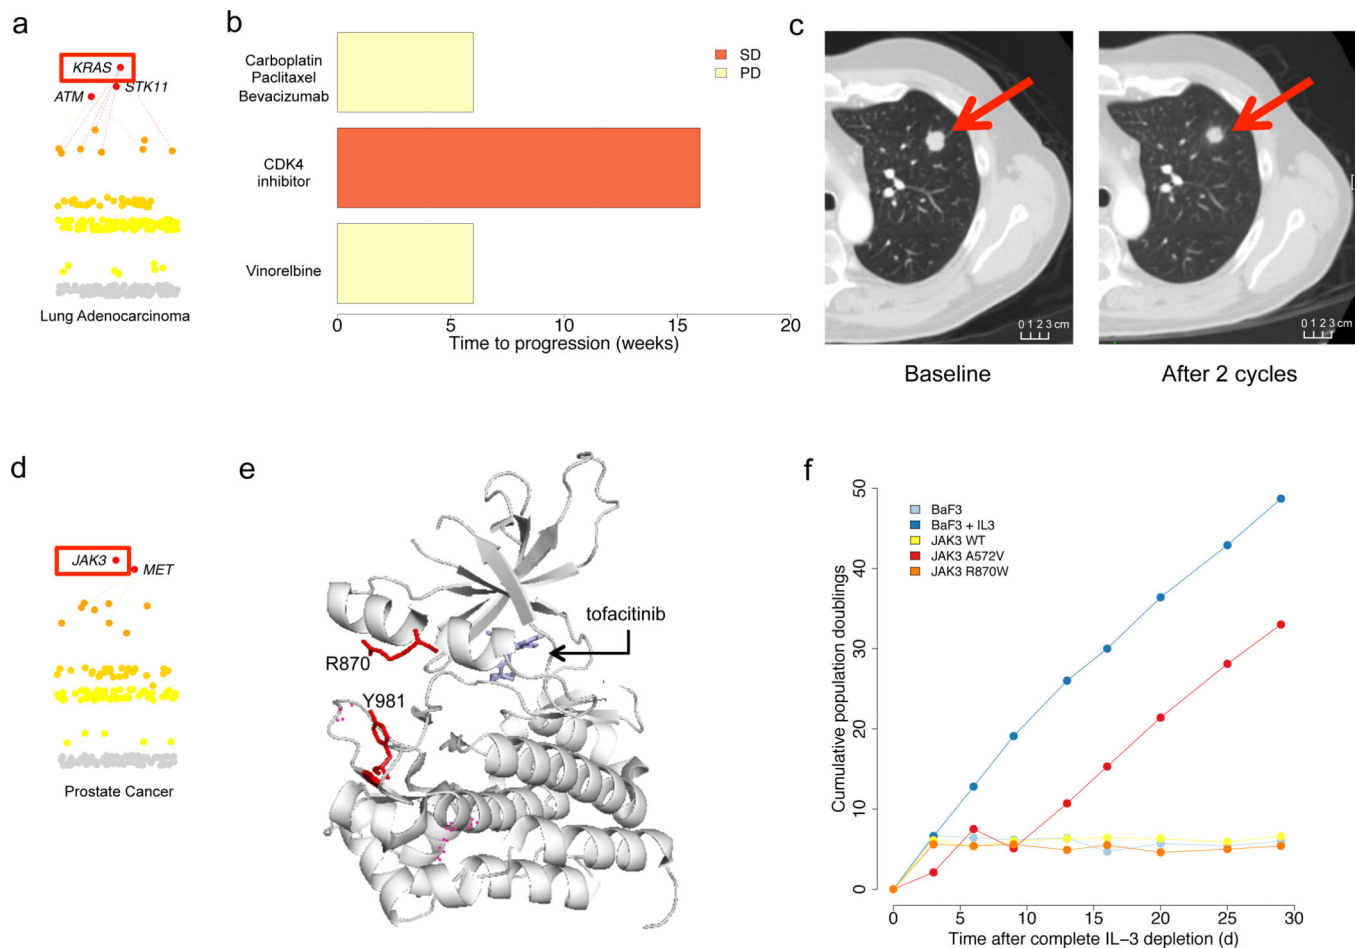 a
KRAS
STK11
ATM
Lung Adenocarcinoma
b
Carboplatin
Paclitaxel
Bevacizumab
CDK4
inhibitor
Vinorelbine
SD
PD
0 5 10 15 20
Time to progression (weeks)
c
0 1 2 3 cm
0 1 2 3 cm
Baseline
After 2 cycles
d
JAK3
MET
Prostate Cancer
e
R870
Y981
tofacitinib
f
BaF3
BaF3 + IL3
JAK3 WT
JAK3 A572V
JAK3 R870W
Cumulative population doublings
50
40
30
20
10
0
0 5 10 15 20 25 30
Time after complete IL−3 depletion (d)